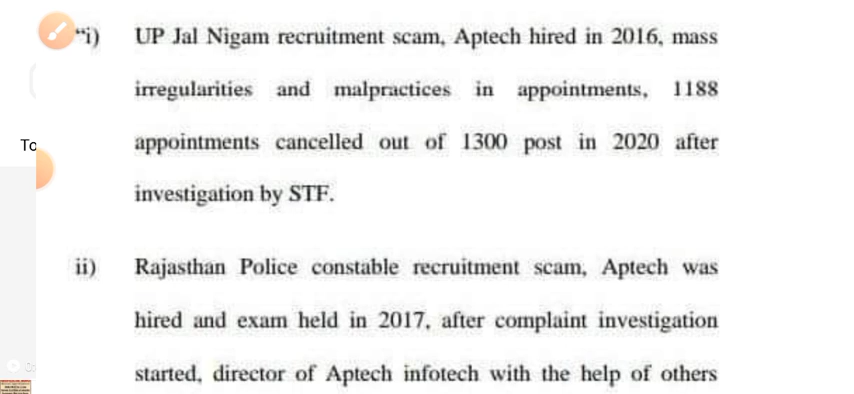 “i) UP Jal Nigam recruitment scam, Aptech hired in 2016, mass
irregularities and malpractices in appointments, 1188
appointments cancelled out of 1300 post in 2020 after
investigation by STF.
To
ii) Rajasthan Police constable recruitment scam, Aptech was
hired and exam held in 2017, after complaint investigation
started, director of Aptech infotech with the help of others